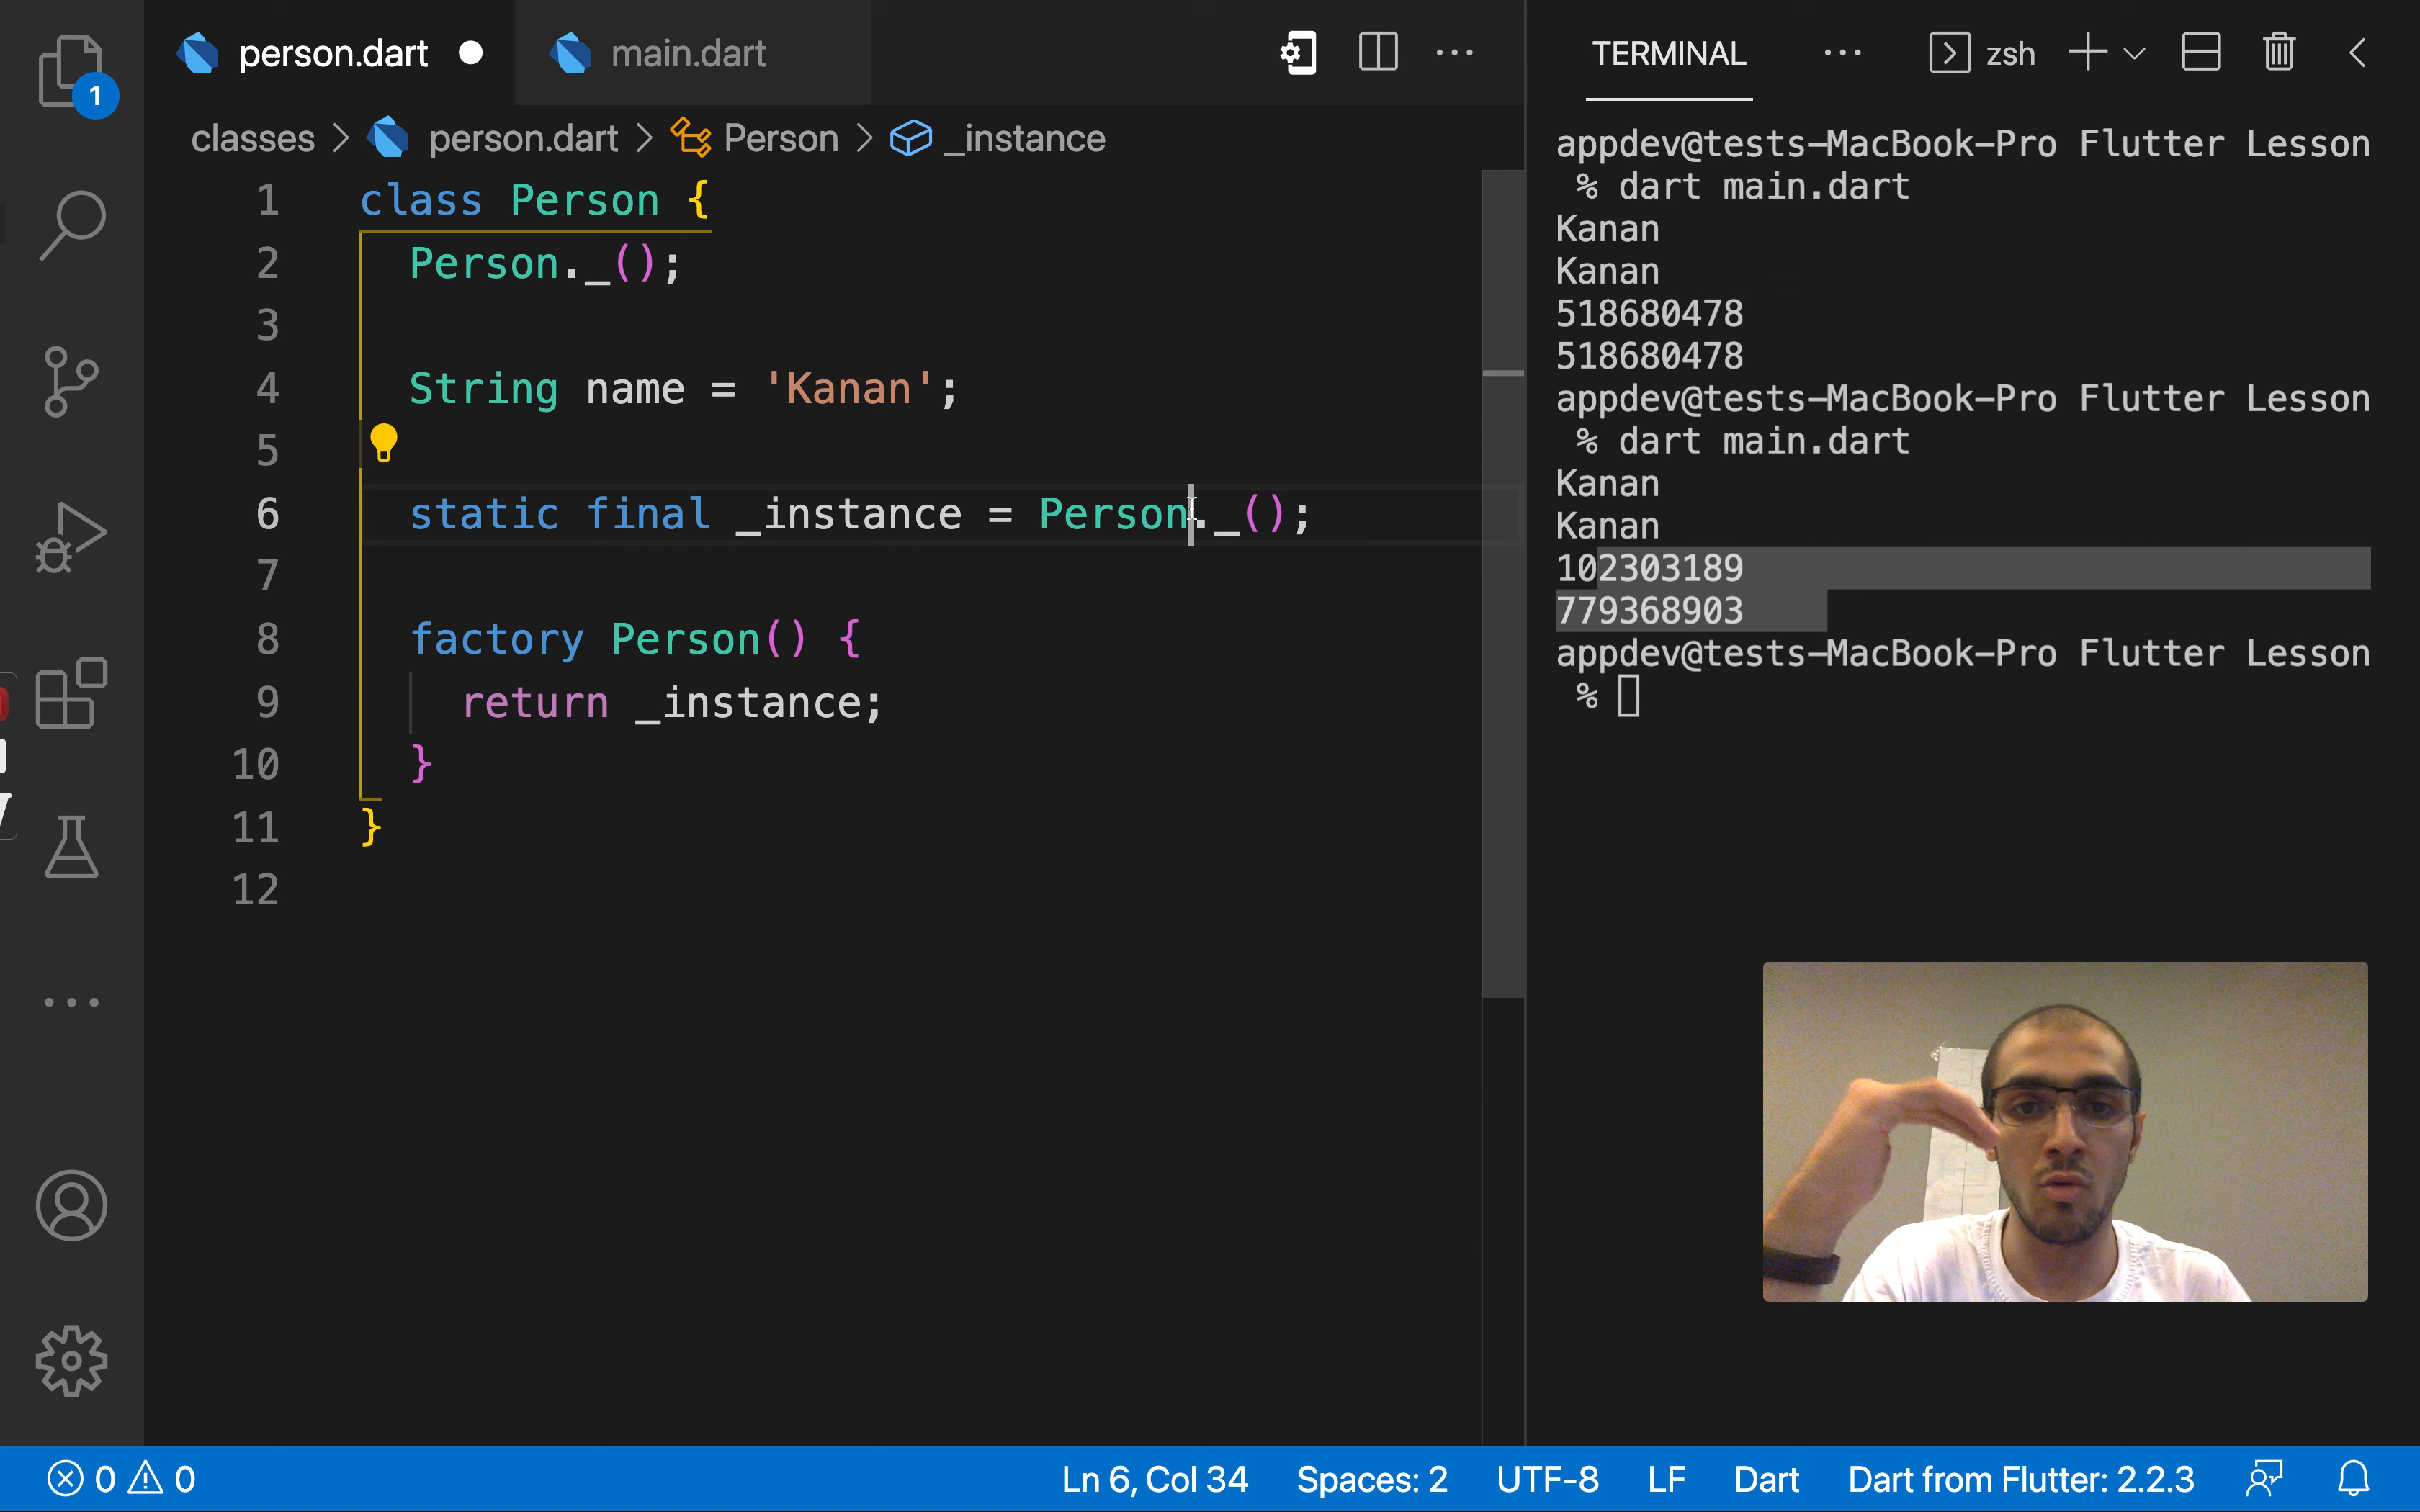 person.dart
main.dart
TERMINAL
zsh
1
classes > person.dart > Person > _instance
1 class Person {
2 Person._();
3
4 String name = 'Kanan';
5
6 static final _instance = Person._();
7
8 factory Person() {
9 return _instance;
10 }
11 }
12
appdev@tests-MacBook-Pro Flutter Lesson
% dart main.dart
Kanan
Kanan
518680478
518680478
appdev@tests-MacBook-Pro Flutter Lesson
% dart main.dart
Kanan
Kanan
102303189
779368903
appdev@tests-MacBook-Pro Flutter Lesson
%
0 0
Ln 6, Col 34
Spaces: 2
UTF-8
LF
Dart
Dart from Flutter: 2.2.3